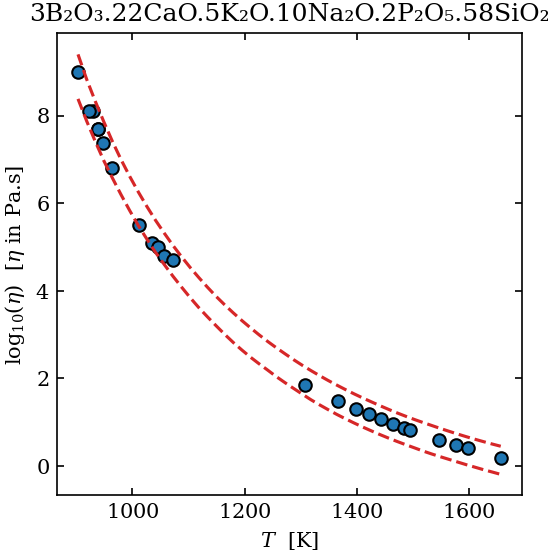 3B₂O₃.22CaO.5K₂O.10Na₂O.2P₂O₅.58SiO₂
8
6
4
2
0
log₁₀(η) [η in Pa.s]
1000 1200 1400 1600
T [K]